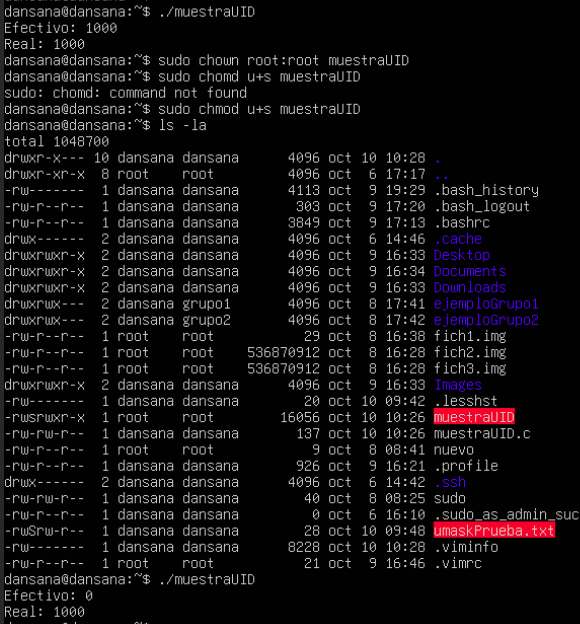 dansana@dansana:~$ ./muestraUID
Efectivo: 1000
Real: 1000
dansana@dansana:~$ sudo chown root:root muestraUID
dansana@dansana:~$ sudo chomd u+s muestraUID
sudo: chomd: command not found
dansana@dansana:~$ sudo chmod u+s muestraUID
dansana@dansana:~$ ls -la
total 1048700
drwxr-x--- 10 dansana dansana 4096 oct 10 10:28 .
drwxr-xr-x 8 root root 4096 oct 6 17:17 ..
-rw------- 1 dansana dansana 4113 oct 9 19:29 .bash_history
-rw-r--r-- 1 dansana dansana 303 oct 9 17:20 .bash_logout
-rw-r--r-- 1 dansana dansana 3849 oct 9 17:13 .bashrc
drwx------ 2 dansana dansana 4096 oct 6 14:46 .cache
drwxrwxr-x 2 dansana dansana 4096 oct 9 16:33 Desktop
drwxrwxr-x 2 dansana dansana 4096 oct 9 16:34 Documents
drwxrwxr-x 2 dansana dansana 4096 oct 9 16:33 Downloads
drwxrwx--- 2 dansana grupo1 4096 oct 8 17:41 ejemploGrupo1
drwxrwx--- 2 dansana grupo2 4096 oct 8 17:42 ejemploGrupo2
-rw-r--r-- 1 root root 29 oct 8 16:38 fich1.img
-rw-r--r-- 1 root root 536870912 oct 8 16:28 fich2.img
-rw-r--r-- 1 root root 536870912 oct 8 16:28 fich3.img
drwxrwxr-x 2 dansana dansana 4096 oct 9 16:33 Images
-rw------- 1 dansana dansana 20 oct 10 09:42 .lesshst
-rwsrwxr-x 1 root root 16056 oct 10 10:26 muestraUID
-rw-rw-r-- 1 dansana dansana 137 oct 10 10:26 muestraUID.c
-rw-r--r-- 1 root root 9 oct 8 08:41 nuevo
-rw-r--r-- 1 dansana dansana 926 oct 9 16:21 .profile
drwx------ 2 dansana dansana 4096 oct 6 14:42 .ssh
-rw-rw-r-- 1 dansana dansana 40 oct 8 08:25 sudo
-rw-r--r-- 1 dansana dansana 0 oct 6 16:10 .sudo_as_admin_suc
-rwSrw-r-- 1 dansana dansana 28 oct 10 09:48 umaskPrueba.txt
-rw------- 1 dansana dansana 8228 oct 10 10:28 .viminfo
-rw-r--r-- 1 root root 21 oct 9 16:46 .vimrc
dansana@dansana:~$ ./muestraUID
Efectivo: 0
Real: 1000